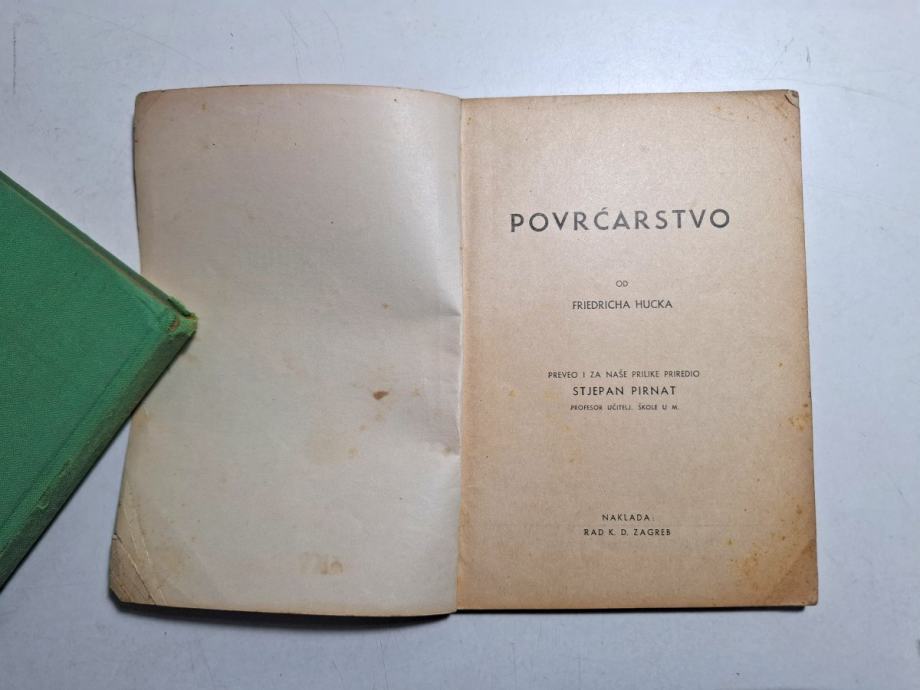 POVRĆARSTVO
OD
FRIEDRICHA HUCKA
PREVEO I ZA NAŠE PRILIKE PRIREDIO
STJEPAN PIRNAT
PROFESOR UČITELJ. ŠKOLE U M.
NAKLADA:
RAD K. D. ZAGREB